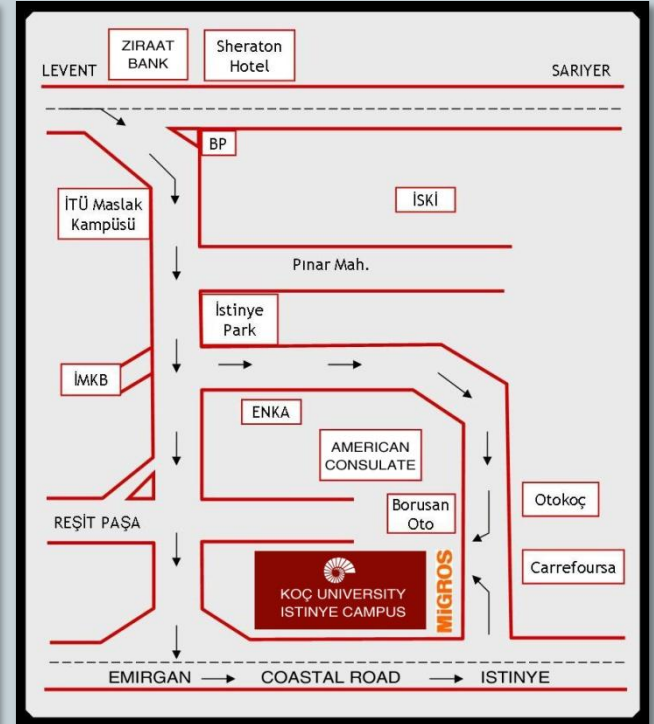 ZIRAAT
BANK
Sheraton
Hotel
LEVENT
SARIYER
BP
İTÜ Maslak
Kampüsü
İSKİ
Pınar Mah.
İstinye
Park
İMKB
ENKA
AMERICAN
CONSULATE
Borusan
Oto
Otokoç
REŞİT PAŞA
KOÇ UNIVERSITY
ISTINYE CAMPUS
MiGROS
Carrefoursa
EMIRGAN
COASTAL ROAD
ISTINYE